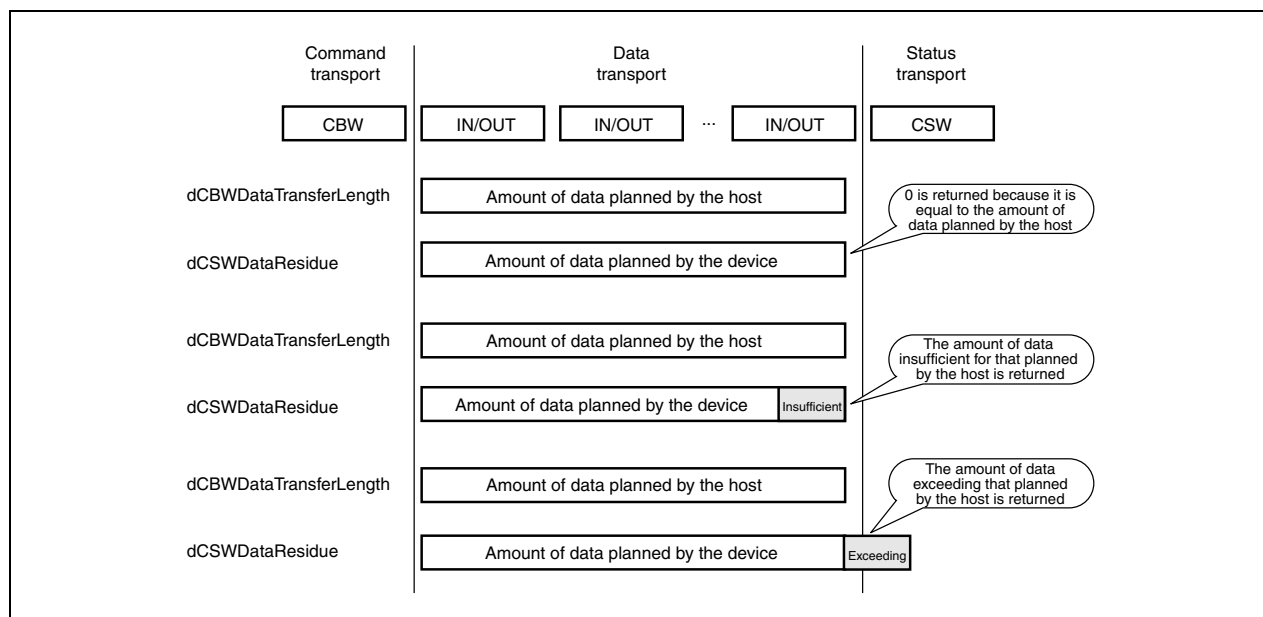 Command
transport
Data
transport
Status
transport
CBW
IN/OUT
IN/OUT
...
IN/OUT
CSW
dCBWDataTransferLength
Amount of data planned by the host
0 is returned because it is
equal to the amount of
data planned by the host
dCSWDataResidue
Amount of data planned by the device
dCBWDataTransferLength
Amount of data planned by the host
The amount of data
insufficient for that planned
by the host is returned
dCSWDataResidue
Amount of data planned by the device
Insufficient
dCBWDataTransferLength
Amount of data planned by the host
The amount of data
exceeding that planned
by the host is returned
dCSWDataResidue
Amount of data planned by the device
Exceeding